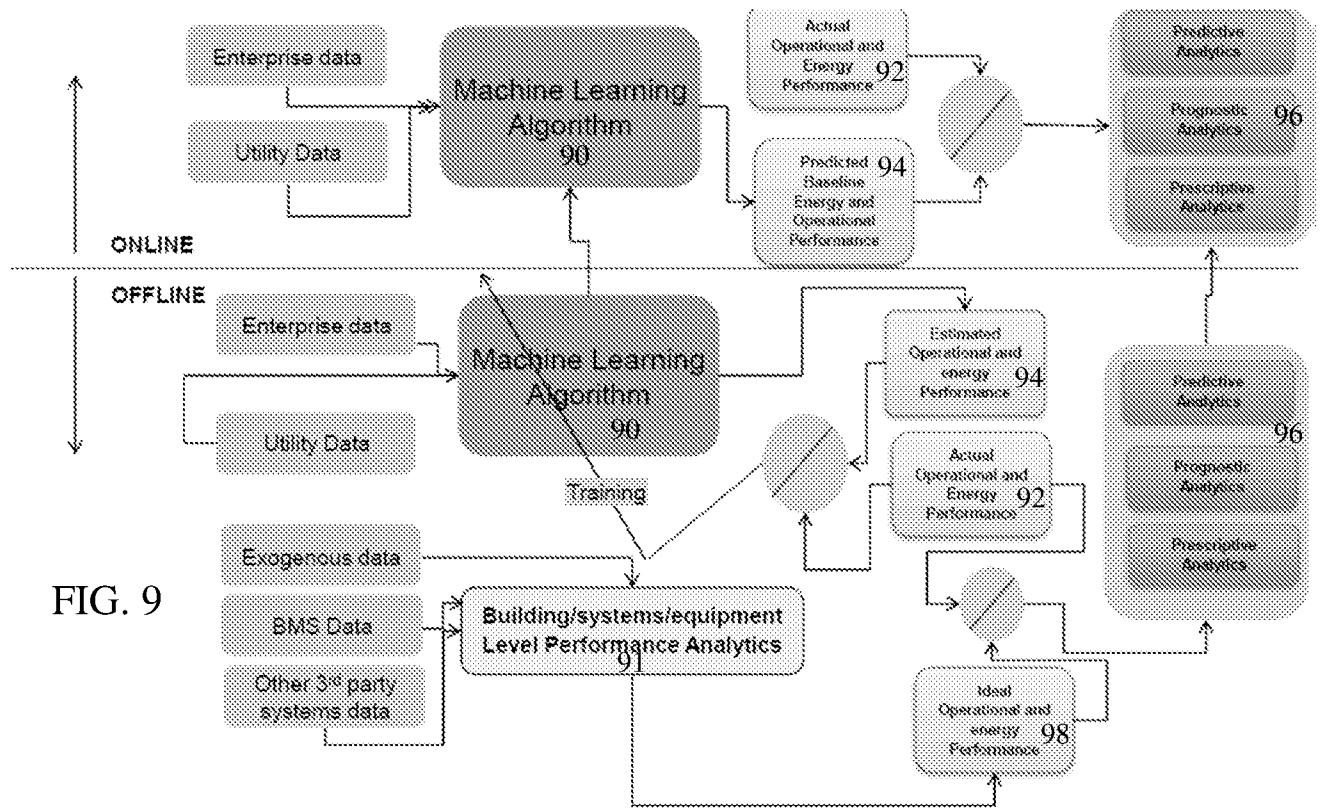 Enterprise data
Utility Data
Machine Learning
Algorithm
90
Actual
Operational and
Energy
Performance
92
Predicted
Baseline
Energy and
Operational
Performance
94
Predictive
Analytics
Prognostic
Analytics
Prescriptive
Analytics
96
ONLINE
OFFLINE
Enterprise data
Utility Data
Machine Learning
Algorithm
90
Training
Estimated
Operational and
energy
Performance
94
Actual
Operational and
Energy
Performance
92
Predictive
Analytics
Prognostic
Analytics
Prescriptive
Analytics
96
FIG. 9
Exogenous data
BMS Data
Other 3rd party
systems data
Building/systems/equipment
Level Performance Analytics
91
Ideal
Operational and
energy
Performance
98